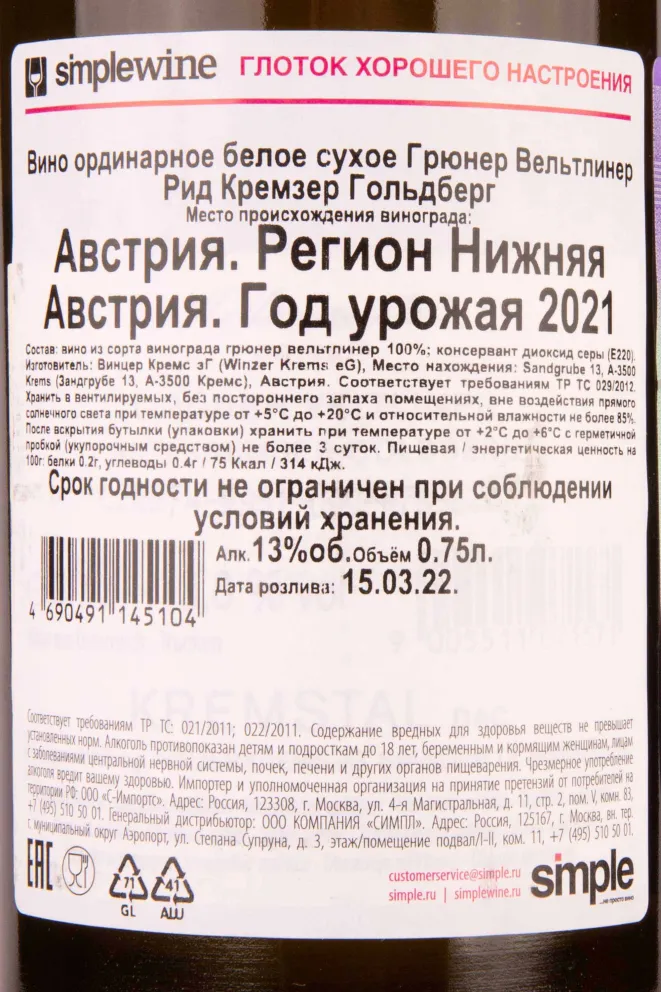 simplewine ГЛОТОК ХОРОШЕГО НАСТРОЕНИЯ
Вино ординарное белое сухое Грюнер Вельтлинер
Рид Кремзер Гольдберг
Место происхождения винограда:
Австрия. Регион Нижняя
Австрия. Год урожая 2021
Состав: вино из сорта винограда грюнер вельтлинер 100%; консервант диоксид серы (Е220).
Изготовитель: Винцер Кремс эГ (Winzer Krems eG), Место нахождения: Sandgrube 13, A-3500
Krems (Зандгрубе 13, А-3500 Кремс), Австрия. Соответствует требованиям ТР ТС 029/2012.
Хранить в вентилируемых, без постороннего запаха помещениях, вне воздействия прямого
солнечного света при температуре от +5°С до +20°С и относительной влажности не более 85%.
После вскрытия бутылки (упаковки) хранить при температуре от +2°С до +6°С с герметичной
пробкой (укупорочным средством) не более 3 суток. Пищевая / энергетическая ценность на
100г: белки 0.2г, углеводы 0.4г / 75 Ккал / 314 кДж.
Срок годности не ограничен при соблюдении
условий хранения.
Алк. 13%об. Объём 0.75л.
Дата розлива: 15.03.22.
4 690491 145104
KREMSTAL DAC
Соответствует требованиям ТР ТС: 021/2011; 022/2011. Содержание вредных для здоровья веществ не превышает
установленных норм. Алкоголь противопоказан детям и подросткам до 18 лет, беременным и кормящим женщинам, лицам
с заболеваниями центральной нервной системы, почек, печени и других органов пищеварения. Чрезмерное употребление
алкоголя вредит вашему здоровью. Импортер и уполномоченная организация на принятие претензий от потребителей на
территории РФ: ООО «С-Импортс». Адрес: Россия, 123308, г. Москва, ул. 4-я Магистральная, д. 11, стр. 2, пом. V, комн. 83,
+7 (495) 510 50 01. Генеральный дистрибьютор: ООО КОМПАНИЯ «СИМПЛ». Адрес: Россия, 125167, г. Москва, вн. тер.
г. муниципальный округ Аэропорт, ул. Степана Супруна, д. 3, этаж/помещение подвал/I-II, ком. 11, +7 (495) 510 50 01.
EAC
71
GL
41
ALU
customerservice@simple.ru
simple.ru | simplewine.ru
simple
...не просто вино